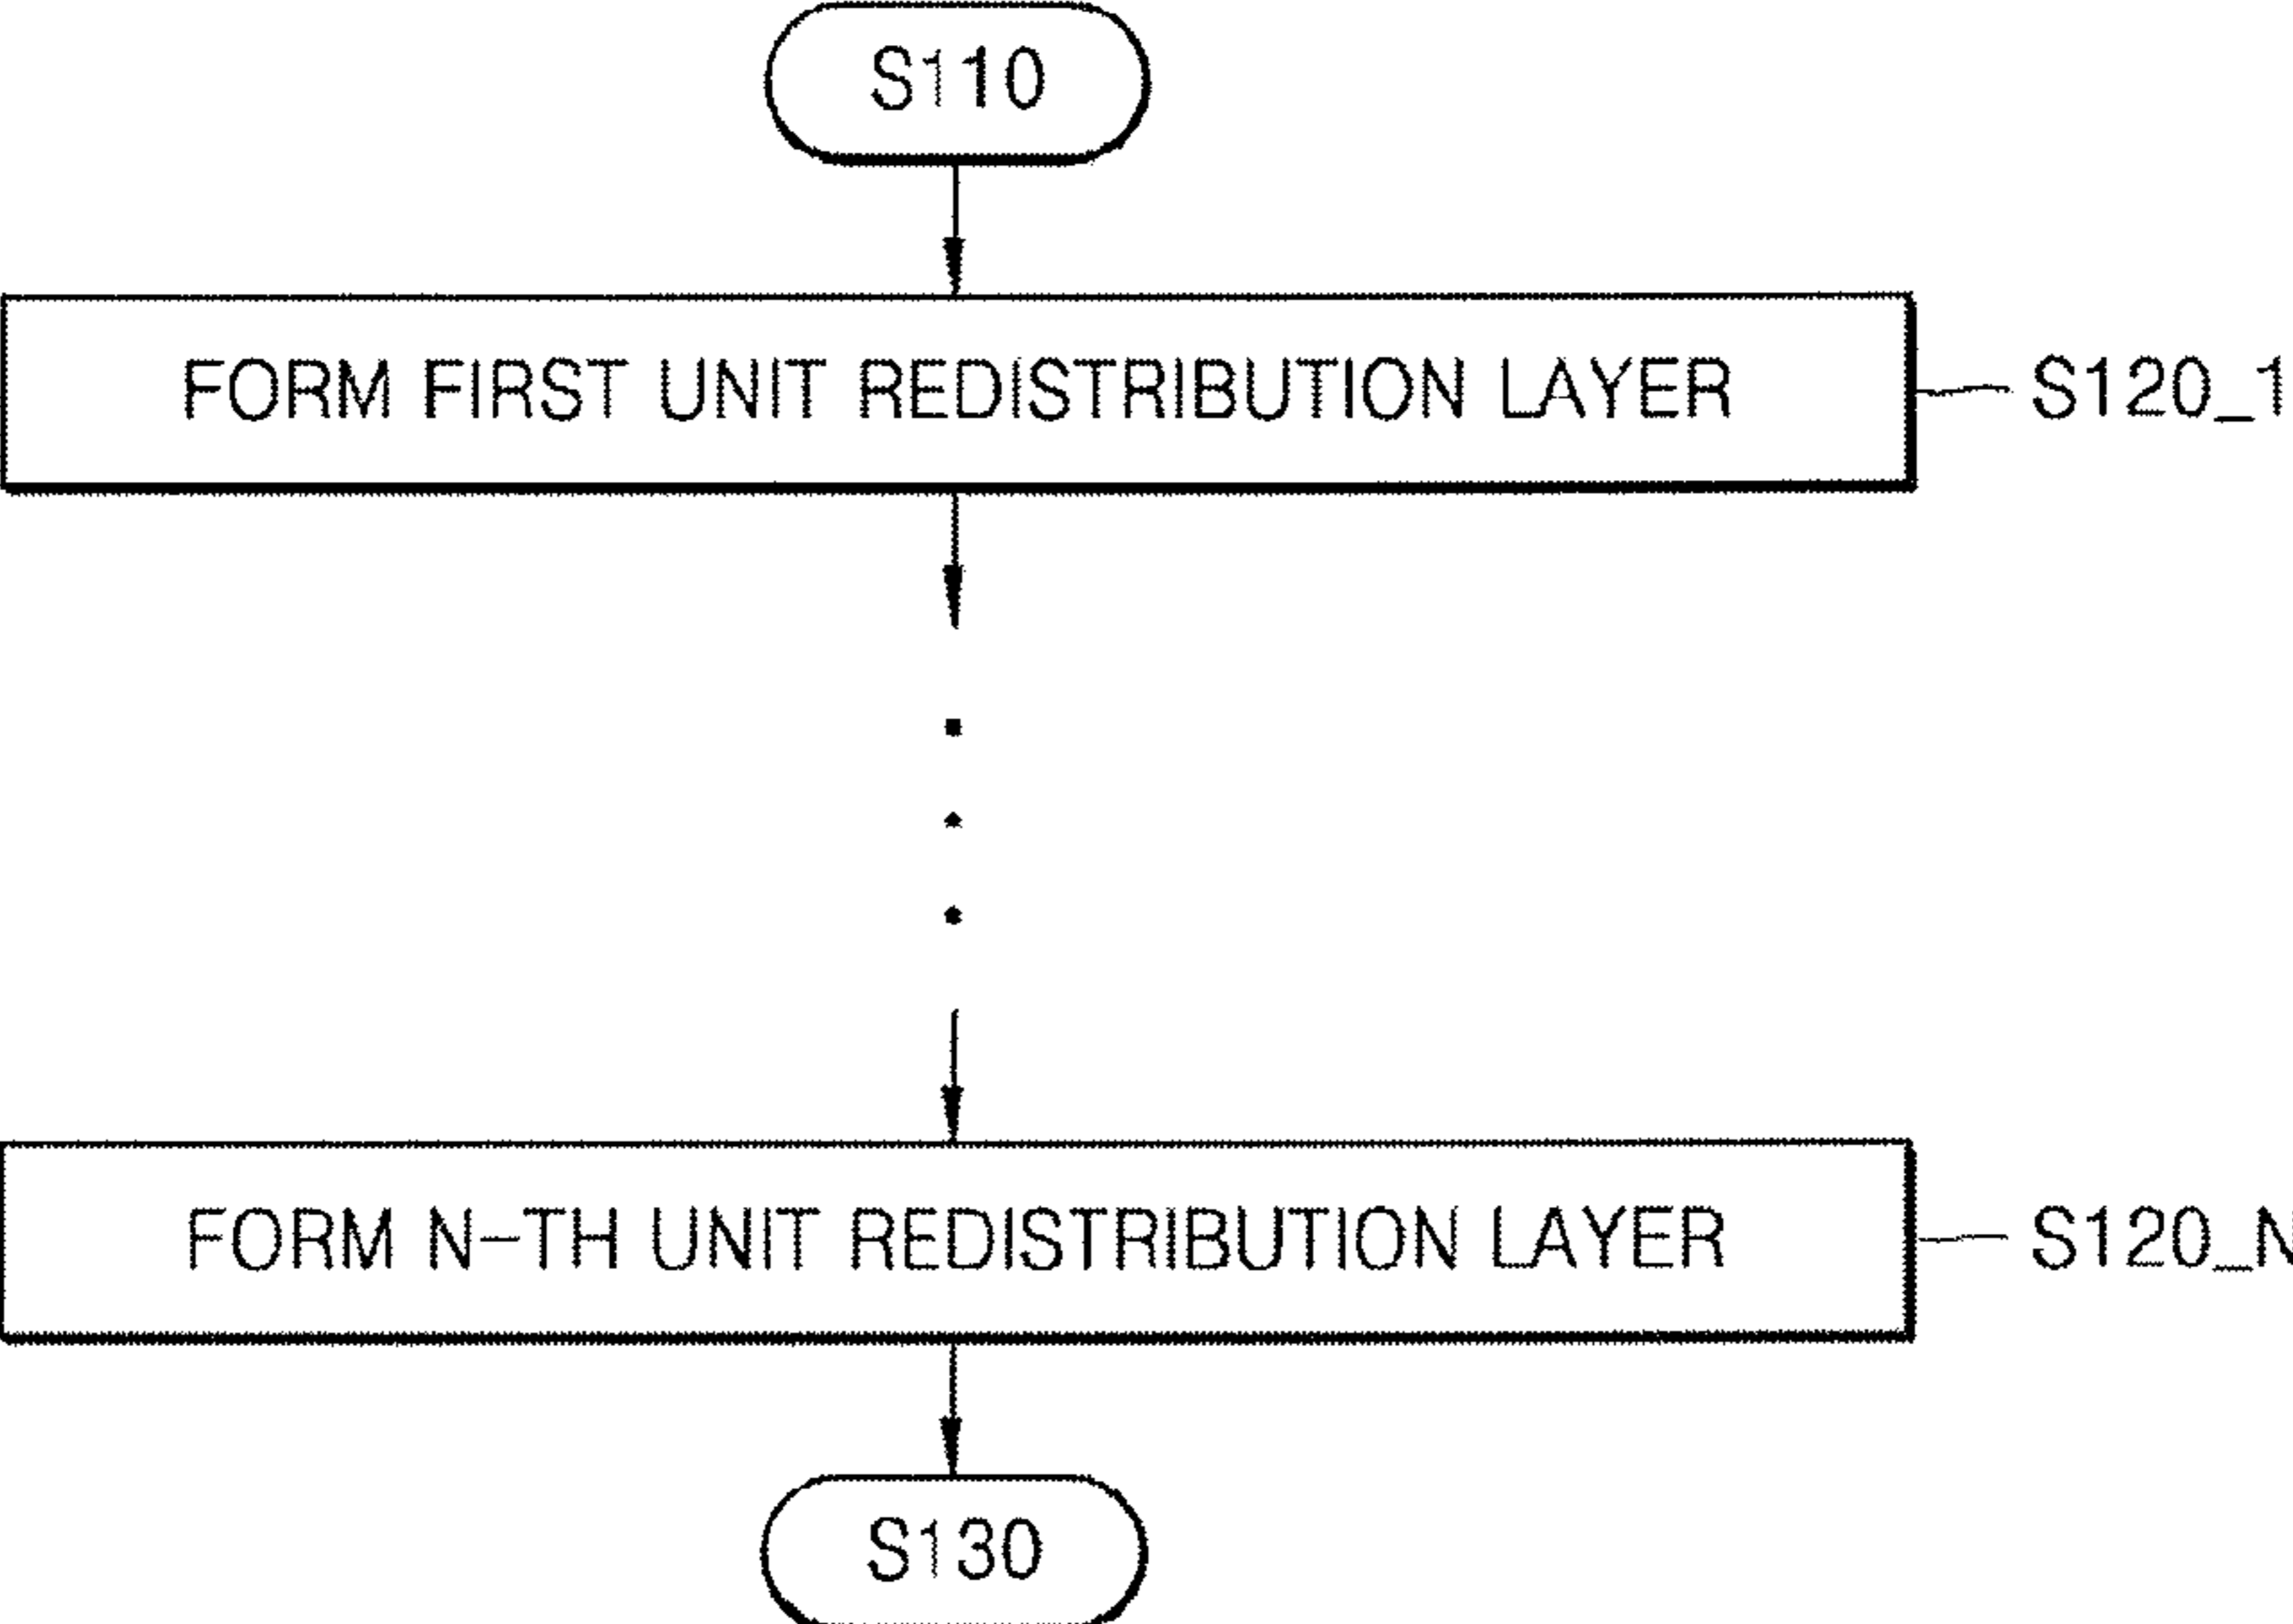 S110
FORM FIRST UNIT REDISTRIBUTION LAYER S120_1
FORM N-TH UNIT REDISTRIBUTION LAYER S120_N
S130